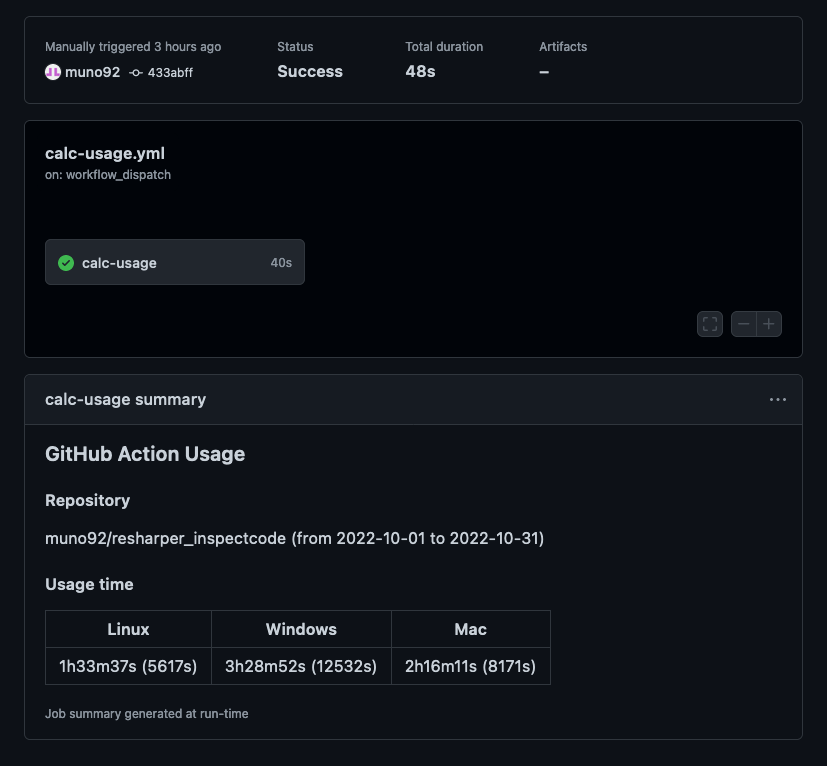 Manually triggered 3 hours ago Status Total duration Artifacts
muno92 433abff Success 48s –
calc-usage.yml
on: workflow_dispatch
calc-usage 40s
calc-usage summary
GitHub Action Usage
Repository
muno92/resharper_inspectcode (from 2022-10-01 to 2022-10-31)
Usage time
Linux Windows Mac
1h33m37s (5617s) 3h28m52s (12532s) 2h16m11s (8171s)
Job summary generated at run-time